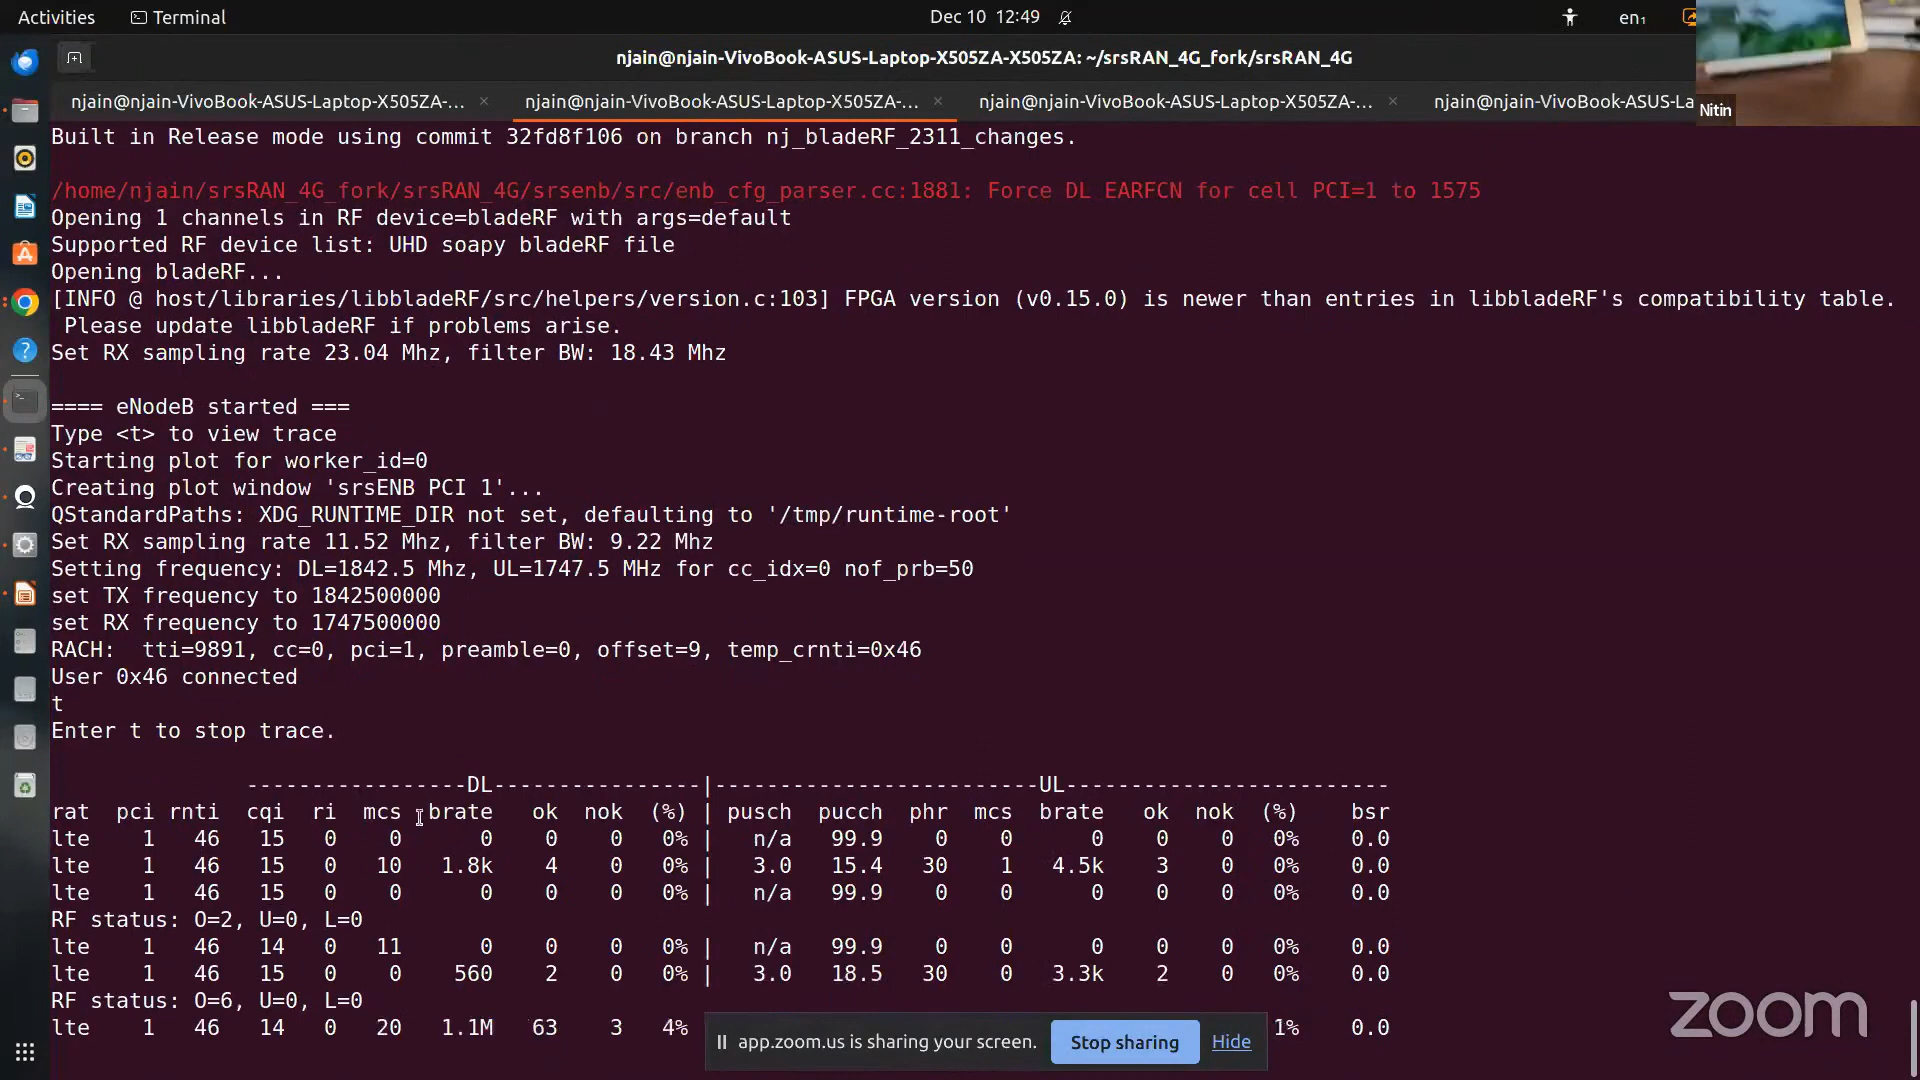 Activities
Terminal
Dec 10 12:49
en₁
njain@njain-VivoBook-ASUS-Laptop-X505ZA-X505ZA: ~/srsRAN_4G_fork/srsRAN_4G
njain@njain-VivoBook-ASUS-Laptop-X505ZA-... ×
njain@njain-VivoBook-ASUS-Laptop-X505ZA-... ×
njain@njain-VivoBook-ASUS-Laptop-X505ZA-... ×
njain@njain-VivoBook-ASUS-La
Nitin
Built in Release mode using commit 32fd8f106 on branch nj_bladeRF_2311_changes.
/home/njain/srsRAN_4G_fork/srsRAN_4G/srsenb/src/enb_cfg_parser.cc:1881: Force DL EARFCN for cell PCI=1 to 1575
Opening 1 channels in RF device=bladeRF with args=default
Supported RF device list: UHD soapy bladeRF file
Opening bladeRF...
[INFO @ host/libraries/libbladeRF/src/helpers/version.c:103] FPGA version (v0.15.0) is newer than entries in libbladeRF's compatibility table.
Please update libbladeRF if problems arise.
Set RX sampling rate 23.04 Mhz, filter BW: 18.43 Mhz
==== eNodeB started ===
Type <t> to view trace
Starting plot for worker_id=0
Creating plot window 'srsENB PCI 1'...
QStandardPaths: XDG_RUNTIME_DIR not set, defaulting to '/tmp/runtime-root'
Set RX sampling rate 11.52 Mhz, filter BW: 9.22 Mhz
Setting frequency: DL=1842.5 Mhz, UL=1747.5 MHz for cc_idx=0 nof_prb=50
set TX frequency to 1842500000
set RX frequency to 1747500000
RACH:  tti=9891, cc=0, pci=1, preamble=0, offset=9, temp_crnti=0x46
User 0x46 connected
t
Enter t to stop trace.
-----------------DL----------------|-------------------------UL-------------------------
rat  pci rnti  cqi  ri  mcs  brate  ok  nok  (%) | pusch  pucch  phr  mcs  brate  ok  nok  (%)  bsr
lte  1  46  15  0  0  0  0  0  0% |  n/a  99.9  0  0  0  0  0  0%  0.0
lte  1  46  15  0  10  1.8k  4  0  0% |  3.0  15.4  30  1  4.5k  3  0  0%  0.0
lte  1  46  15  0  0  0  0  0  0% |  n/a  99.9  0  0  0  0  0  0%  0.0
RF status: O=2, U=0, L=0
lte  1  46  14  0  11  0  0  0  0% |  n/a  99.9  0  0  0  0  0  0%  0.0
lte  1  46  15  0  0  560  2  0  0% |  3.0  18.5  30  0  3.3k  2  0  0%  0.0
RF status: O=6, U=0, L=0
lte  1  46  14  0  20  1.1M  63  3  4%  1%  0.0
app.zoom.us is sharing your screen.
Stop sharing
Hide
zoom